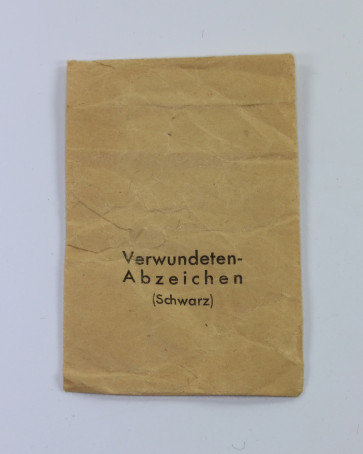 Verwundeten-
Abzeichen
(Schwarz)